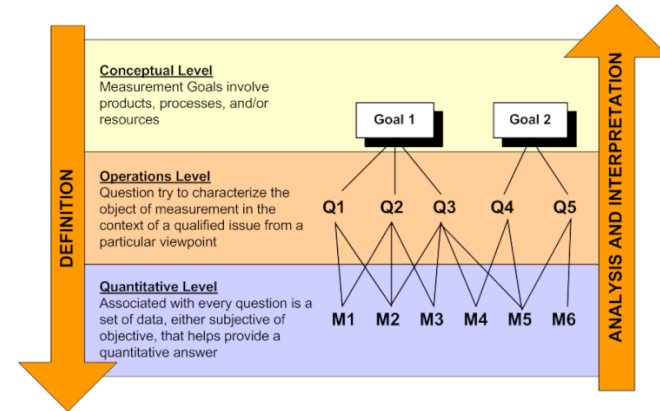 DEFINITION
Conceptual Level
Measurement Goals involve
products, processes, and/or
resources
Goal 1 Goal 2
Operations Level
Question try to characterize the
object of measurement in the
context of a qualified issue from a
particular viewpoint
Q1 Q2 Q3 Q4 Q5
Quantitative Level
Associated with every question is a
set of data, either subjective of
objective, that helps provide a
quantitative answer
M1 M2 M3 M4 M5 M6
ANALYSIS AND INTERPRETATION